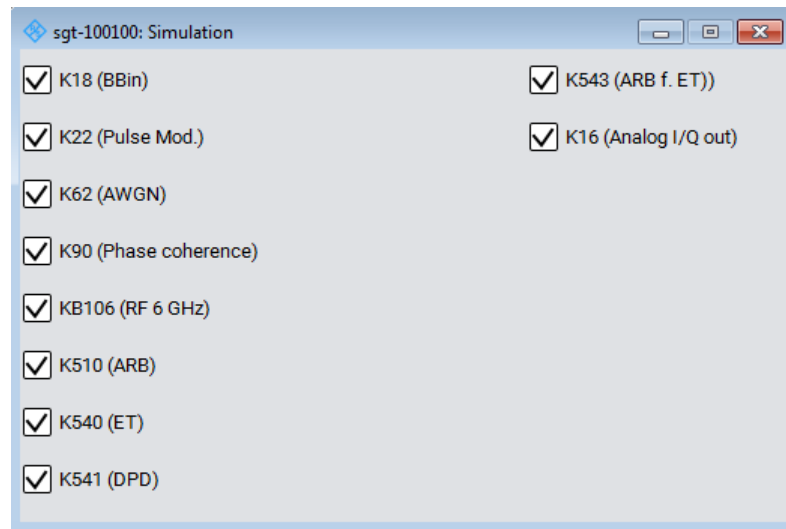 sgt-100100: Simulation
K18 (BBin)
K22 (Pulse Mod.)
K62 (AWGN)
K90 (Phase coherence)
KB106 (RF 6 GHz)
K510 (ARB)
K540 (ET)
K541 (DPD)
K543 (ARB f. ET))
K16 (Analog I/Q out)